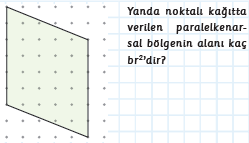 Yanda noktalı kağıtta
verilen paralelkenar-
sal bölgenin alanı kaç
br²'dir?